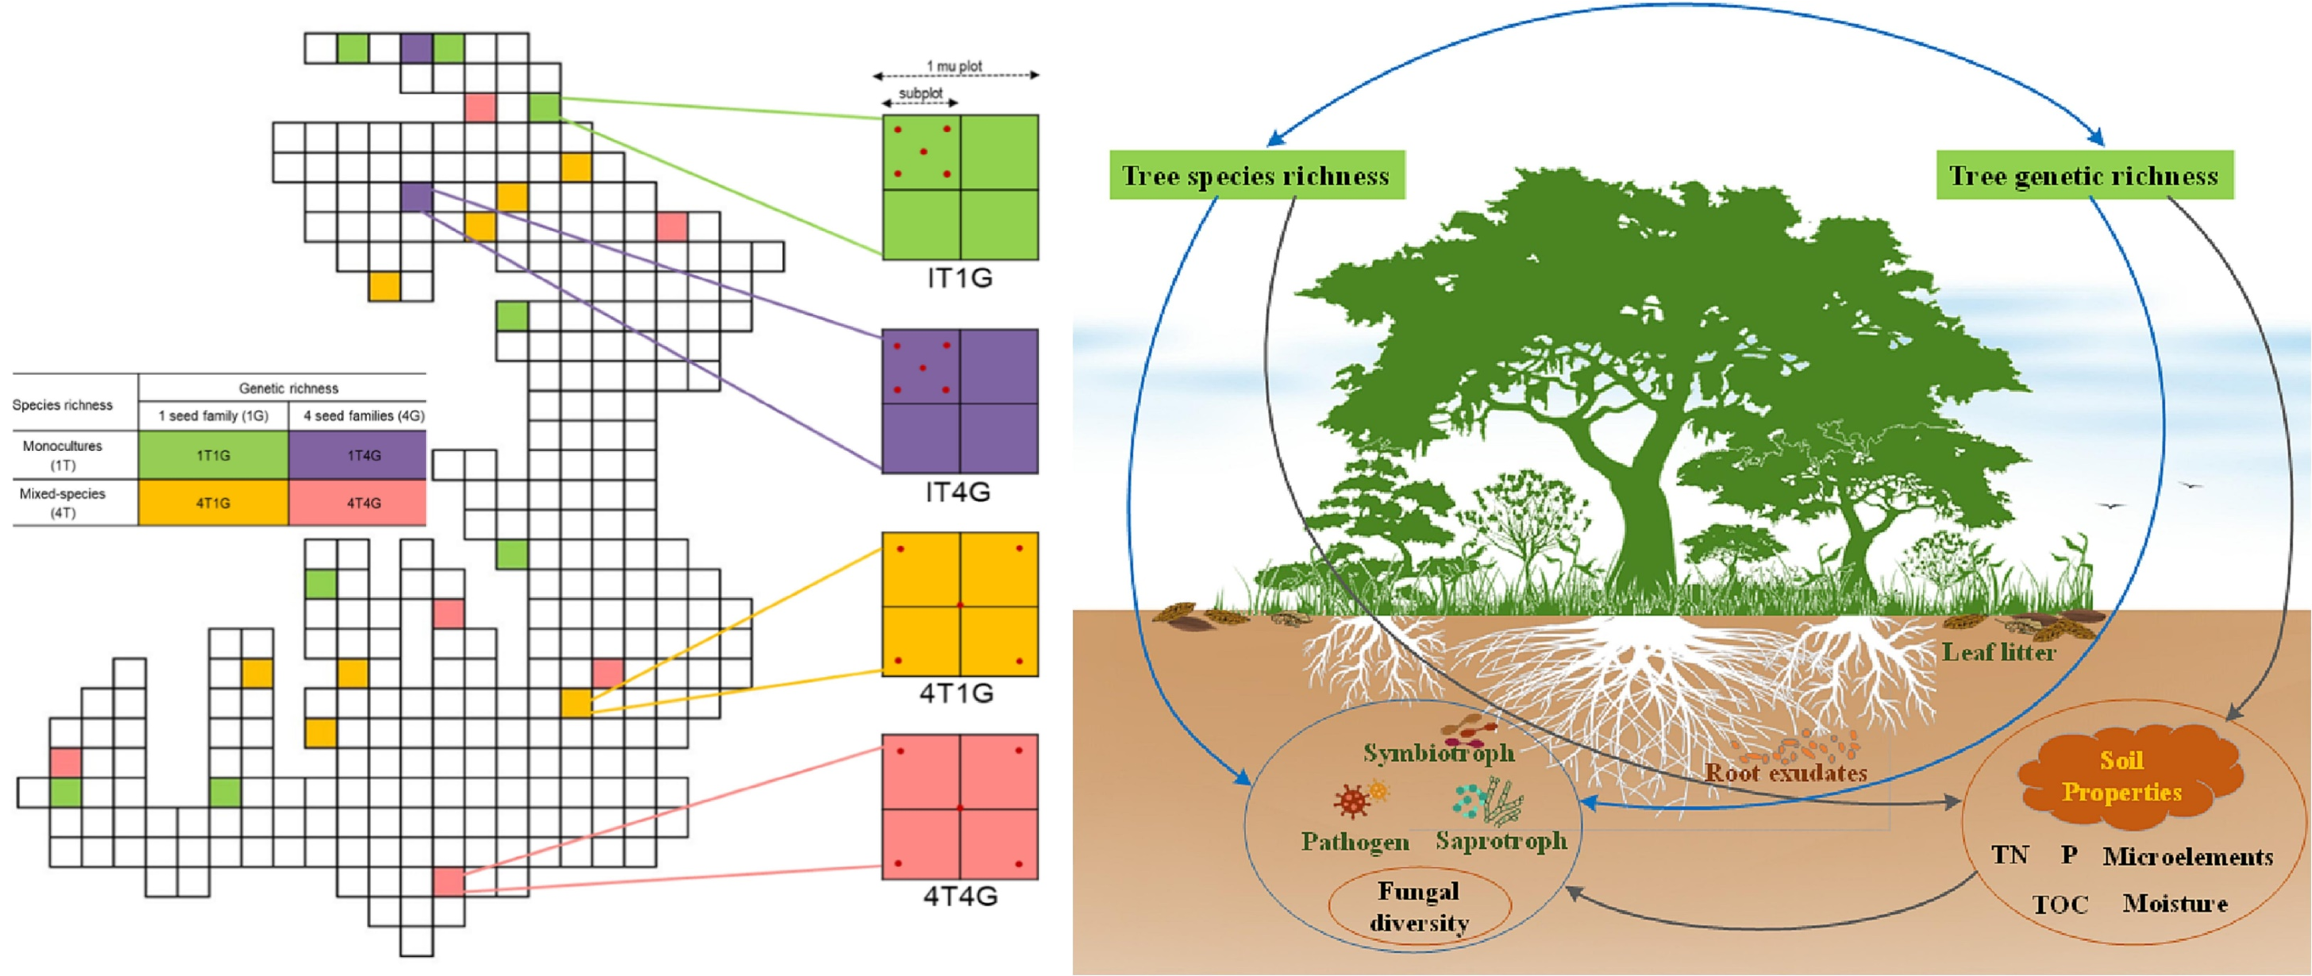 1 mu plot
subplot
IT1G
IT4G
4T1G
4T4G
Species richness
Genetic richness
1 seed family (1G)
4 seed families (4G)
Monocultures
(1T)
1T1G
1T4G
Mixed-species
(4T)
4T1G
4T4G
Tree species richness
Tree genetic richness
Leaf litter
Symbiotroph
Root exudates
Pathogen
Saprotroph
Fungal
diversity
Soil
Properties
TN
P
Microelements
TOC
Moisture